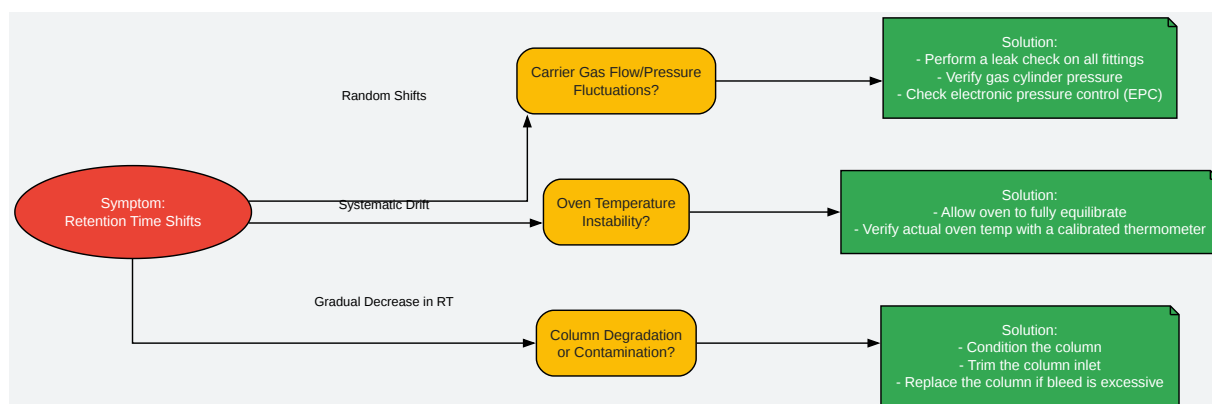 Symptom:
Retention Time Shifts
Random Shifts
Carrier Gas Flow/Pressure
Fluctuations?
Solution:
- Perform a leak check on all fittings
- Verify gas cylinder pressure
- Check electronic pressure control (EPC)
Systematic Drift
Oven Temperature
Instability?
Solution:
- Allow oven to fully equilibrate
- Verify actual oven temp with a calibrated thermometer
Gradual Decrease in RT
Column Degradation
or Contamination?
Solution:
- Condition the column
- Trim the column inlet
- Replace the column if bleed is excessive